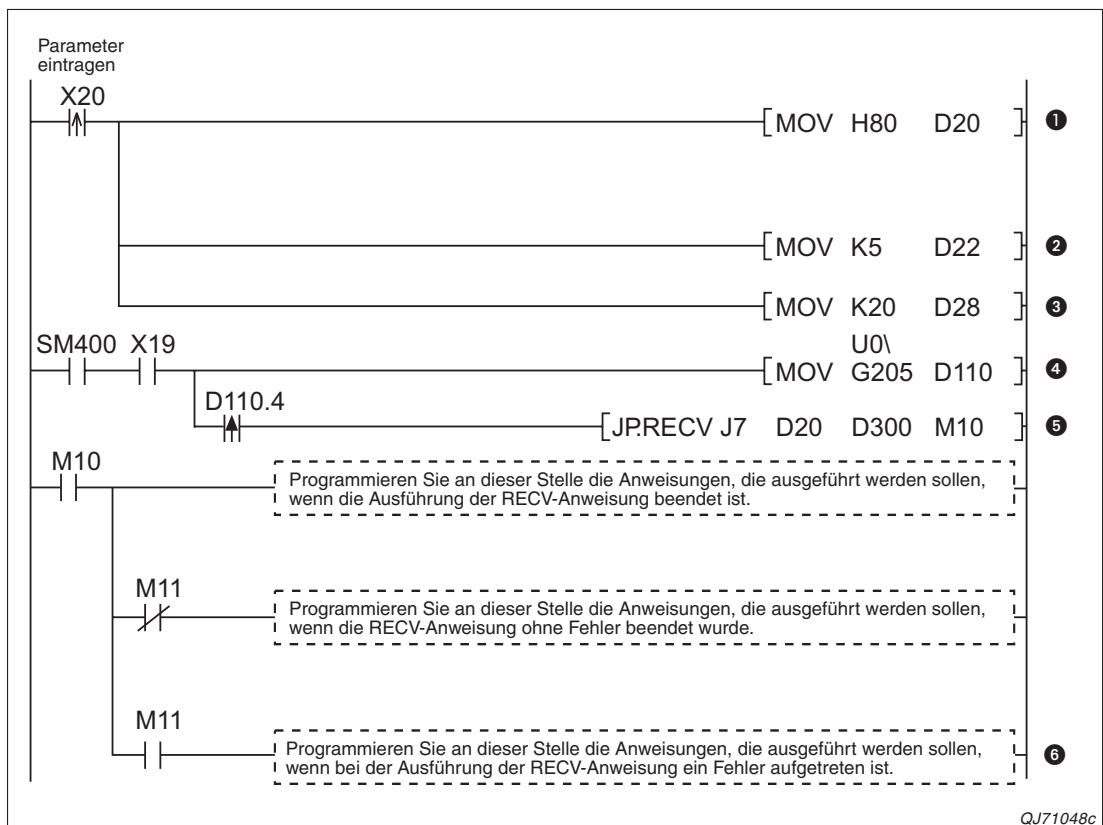 Parameter
eintragen
X20
MOV H80 D20 ❶
MOV K5 D22 ❷
MOV K20 D28 ❸
SM400 X19
U0\
MOV G205 D110 ❹
D110.4
JP.RECV J7 D20 D300 M10 ❺
M10
Programmieren Sie an dieser Stelle die Anweisungen, die ausgeführt werden sollen,
wenn die Ausführung der RECV-Anweisung beendet ist.
M11
Programmieren Sie an dieser Stelle die Anweisungen, die ausgeführt werden sollen,
wenn die RECV-Anweisung ohne Fehler beendet wurde.
M11
Programmieren Sie an dieser Stelle die Anweisungen, die ausgeführt werden sollen,
wenn bei der Ausführung der RECV-Anweisung ein Fehler aufgetreten ist.
❻
QJ71048c